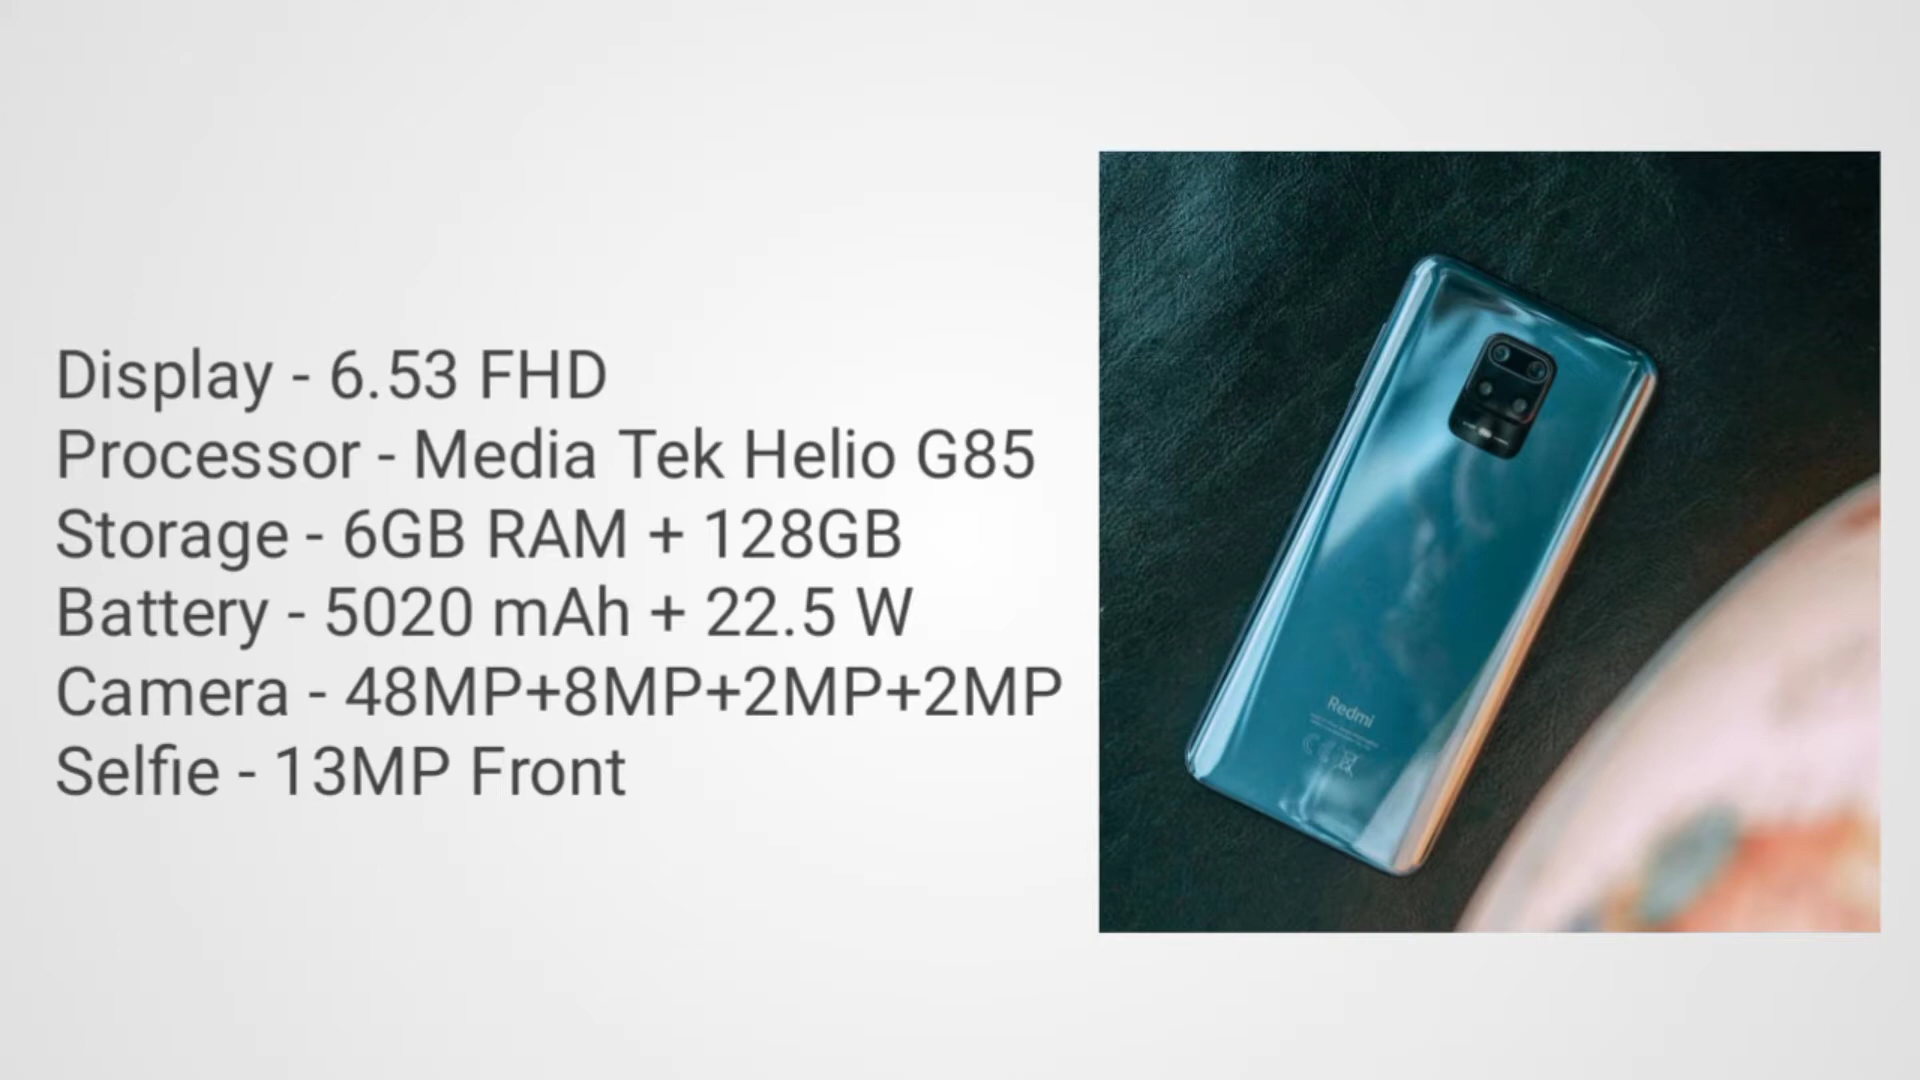 Display - 6.53 FHD
Processor - Media Tek Helio G85
Storage - 6GB RAM + 128GB
Battery - 5020 mAh + 22.5 W
Camera - 48MP+8MP+2MP+2MP
Selfie - 13MP Front
Redmi